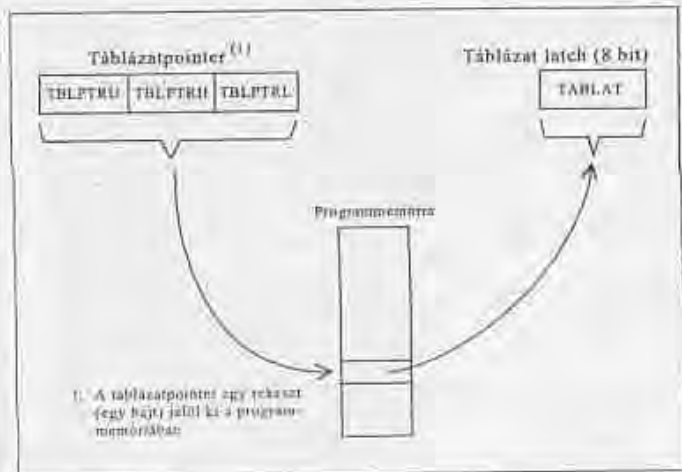 Táblázatpointer (1)
Táblázat latch (8 bit)
TBLPTRU TBLPTRH TBLPTRL
TABLAT
Programmemória
1. A táblázatpointer egy rekeszt
(egy bájt) jelöl ki a program-
memóriában